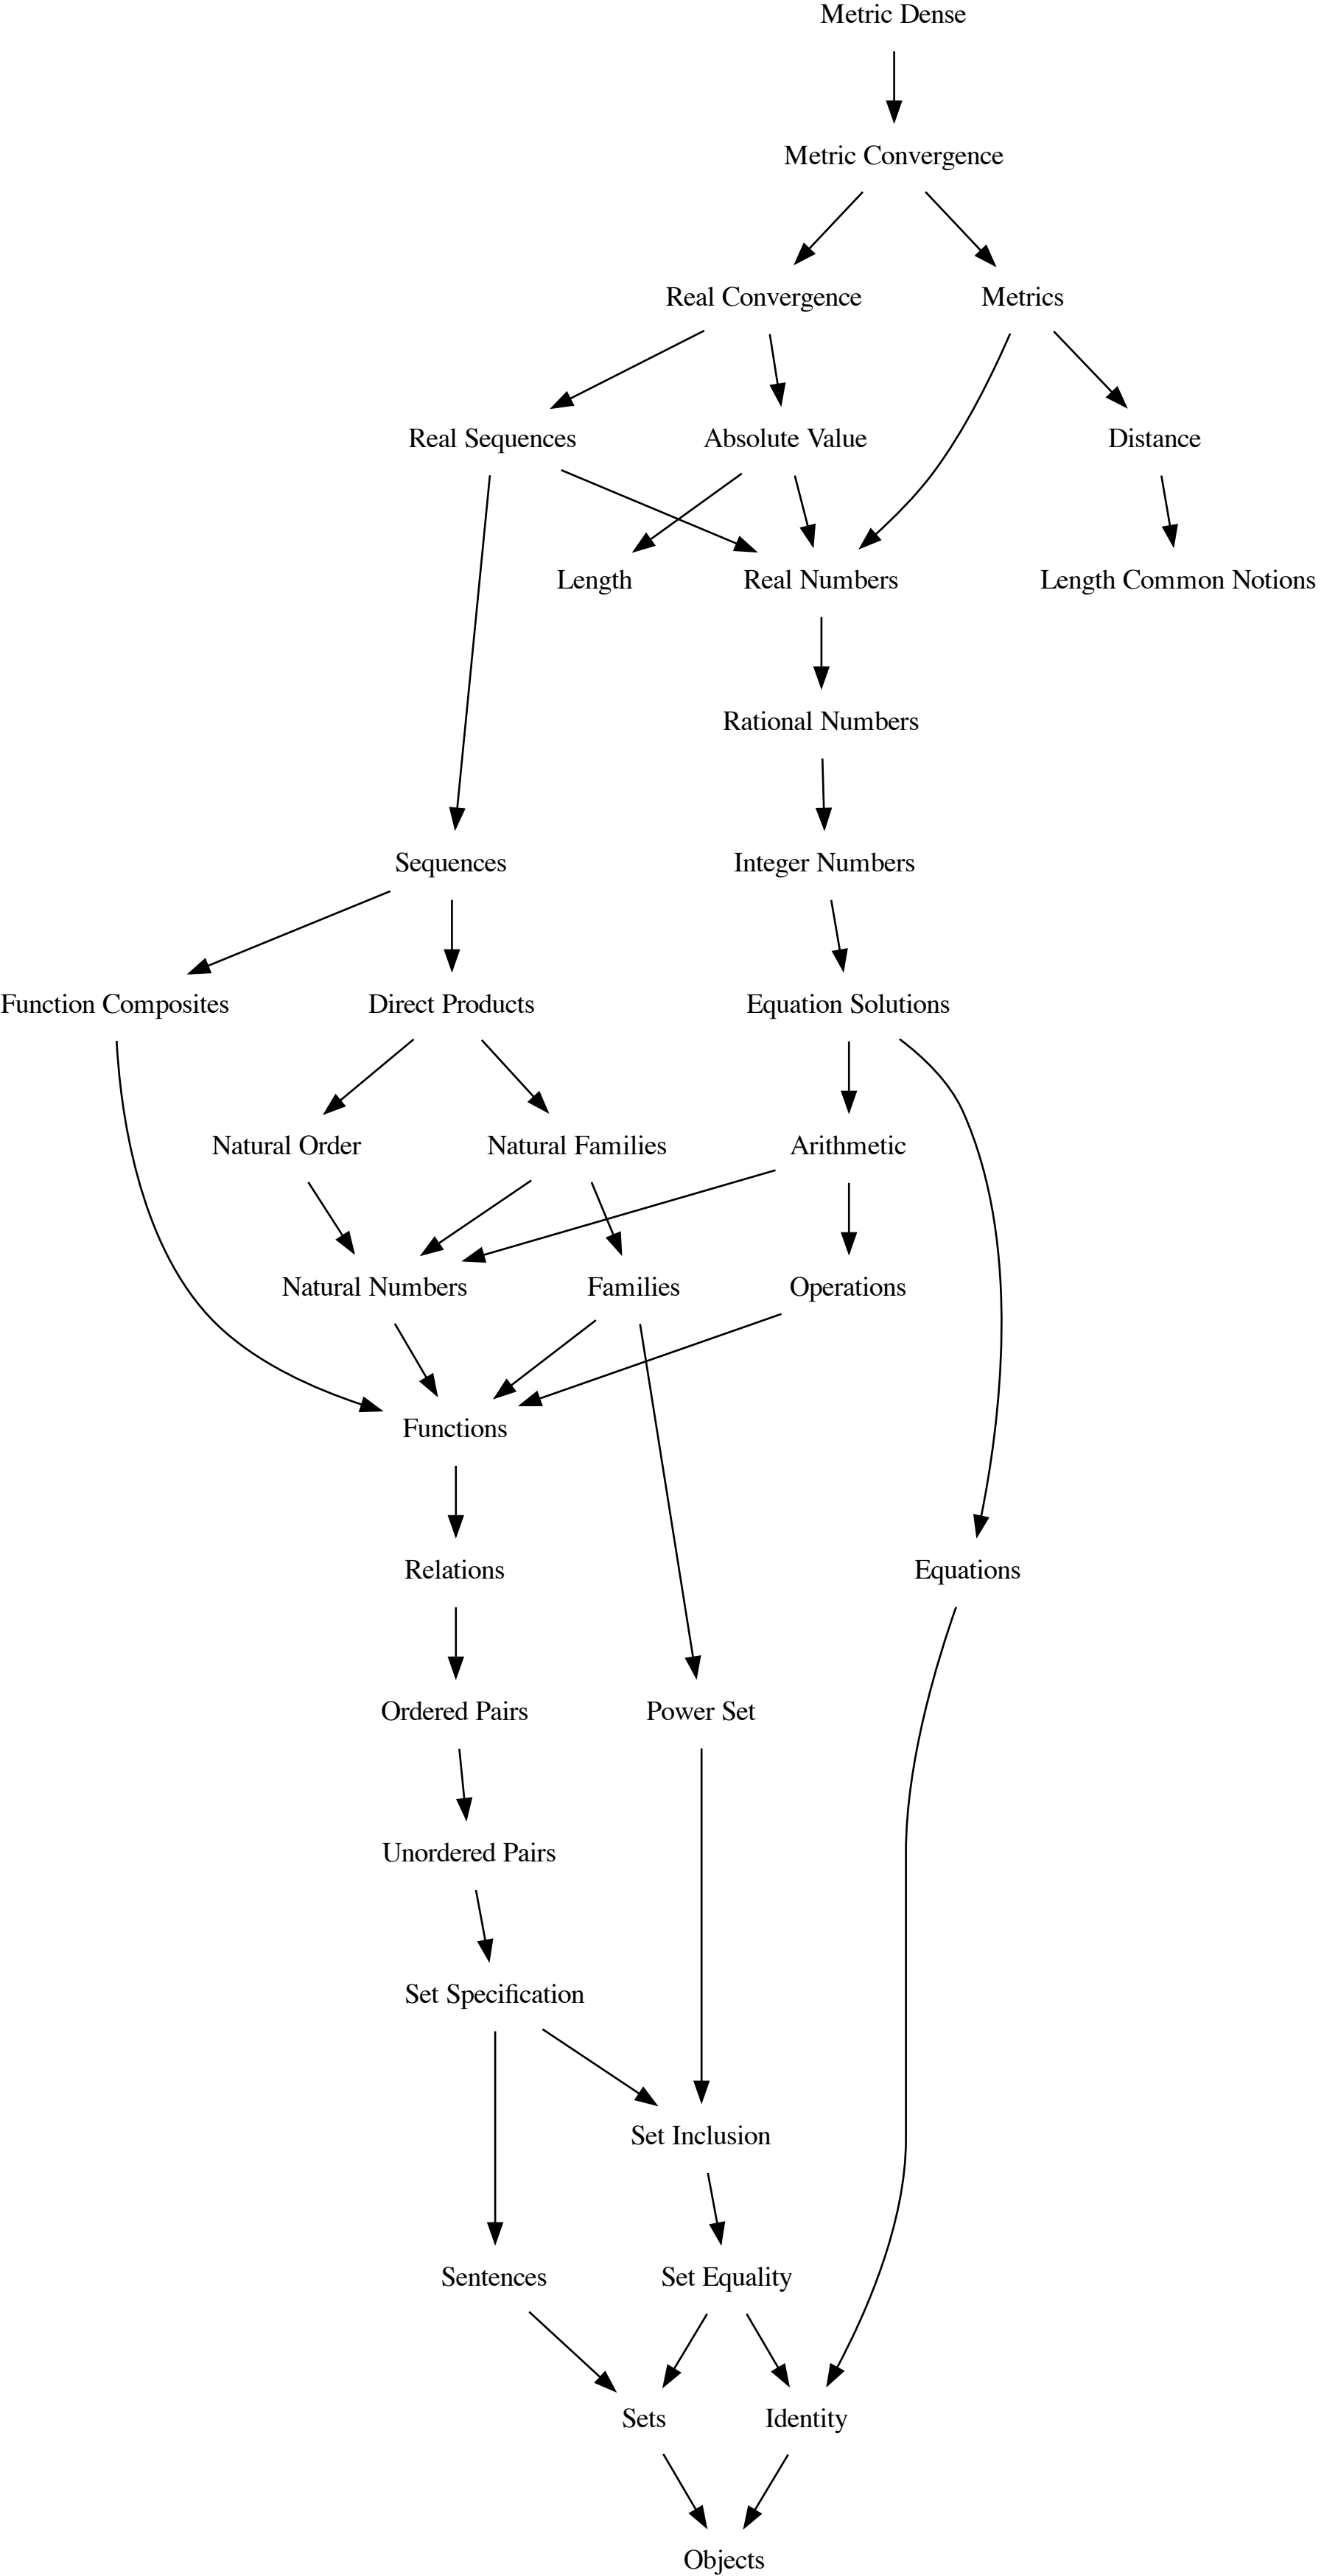 Metric Dense
Metric Convergence
Real Convergence
Metrics
Real Sequences
Absolute Value
Distance
Length
Real Numbers
Length Common Notions
Rational Numbers
Sequences
Integer Numbers
Function Composites
Direct Products
Equation Solutions
Natural Order
Natural Families
Arithmetic
Natural Numbers
Families
Operations
Functions
Relations
Equations
Ordered Pairs
Power Set
Unordered Pairs
Set Specification
Set Inclusion
Sentences
Set Equality
Sets
Identity
Objects